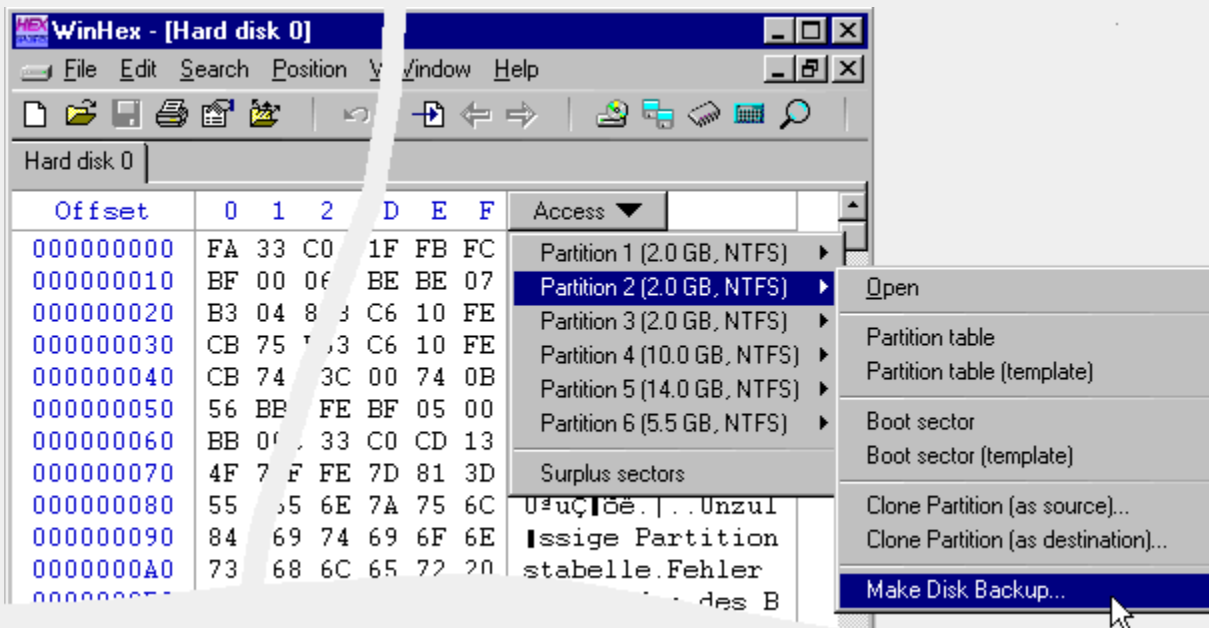 WinHex - [Hard disk 0]
File Edit Search Position Window Help
Hard disk 0
Offset 0 1 2 D E F Access
000000000 FA 33 C0 1F FB FC
000000010 BF 00 06 BE BE 07
000000020 B3 04 C6 10 FE
000000030 CB 75 C6 10 FE
000000040 CB 74 3C 00 74 0B
000000050 56 BB FE BF 05 00
000000060 BB 33 C0 CD 13
000000070 4F FE 7D 81 3D
000000080 55 6E 7A 75 6C
000000090 84 69 74 69 6F 6E ssige Partition
0000000A0 73 68 6C 65 72 20 stabelle.Fehler
des B
Partition 1 (2.0 GB, NTFS)
Partition 2 (2.0 GB, NTFS)
Partition 3 (2.0 GB, NTFS)
Partition 4 (10.0 GB, NTFS)
Partition 5 (14.0 GB, NTFS)
Partition 6 (5.5 GB, NTFS)
Surplus sectors
Open
Partition table
Partition table (template)
Boot sector
Boot sector (template)
Clone Partition (as source)...
Clone Partition (as destination)...
Make Disk Backup...